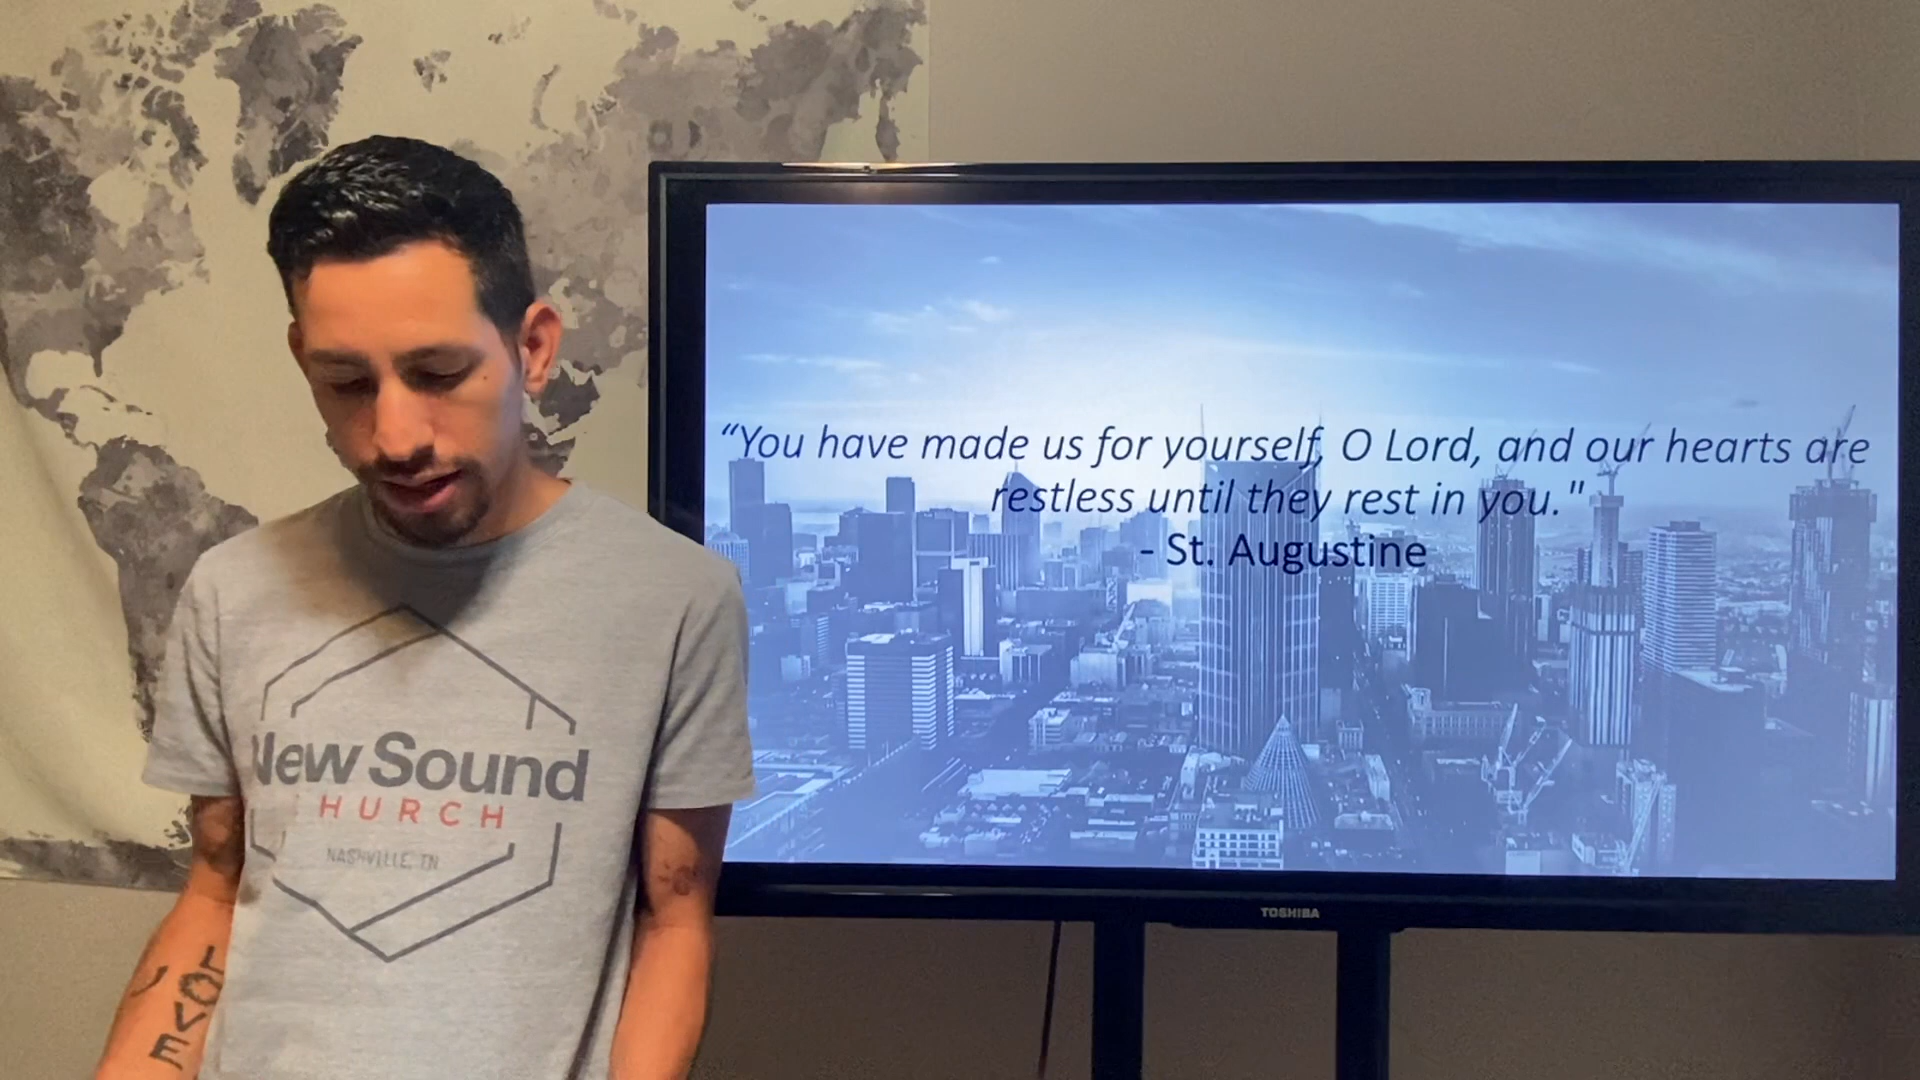 “You have made us for yourself, O Lord, and our hearts are
restless until they rest in you."
- St. Augustine
TOSHIBA
New Sound
HURCH
NASHVILLE, TN
LOVE